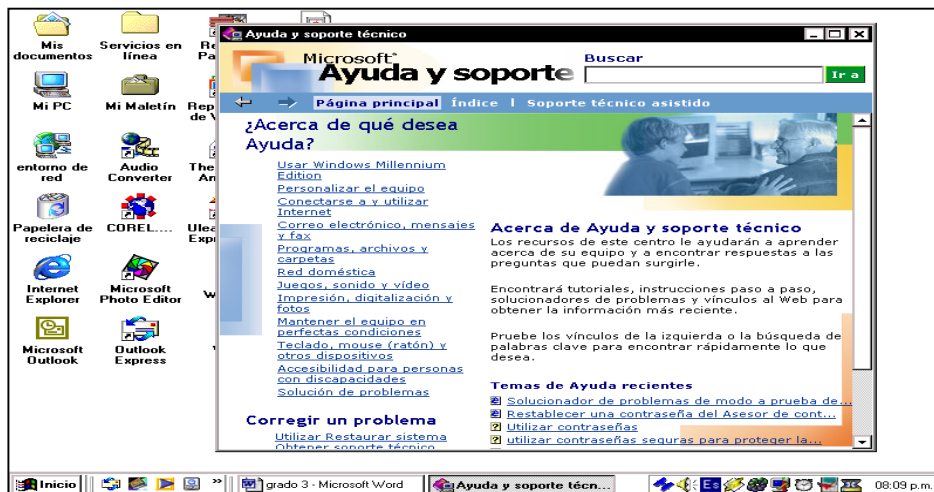 Mis documentos
Servicios en línea
Mi PC
Mi Maletín
entorno de red
Audio Converter
Papelera de reciclaje
COREL....
Internet Explorer
Microsoft Photo Editor
Microsoft Outlook
Outlook Express
Ayuda y soporte técnico
Microsoft
Ayuda y soporte
Buscar
Ir a
Página principal Índice | Soporte técnico asistido
¿Acerca de qué desea
Ayuda?
Usar Windows Millennium
Edition
Personalizar el equipo
Conectarse a y utilizar
Internet
Correo electrónico, mensajes
y fax
Programas, archivos y
carpetas
Red doméstica
Juegos, sonido y vídeo
Impresión, digitalización y
fotos
Mantener el equipo en
perfectas condiciones
Teclado, mouse (ratón) y
otros dispositivos
Accesibilidad para personas
con discapacidades
Solución de problemas
Corregir un problema
Utilizar Restaurar sistema
Obtener soporte técnico
Acerca de Ayuda y soporte técnico
Los recursos de este centro le ayudarán a aprender
acerca de su equipo y a encontrar respuestas a las
preguntas que puedan surgirle.
Encontrará tutoriales, instrucciones paso a paso,
solucionadores de problemas y vínculos al Web para
obtener la información más reciente.
Pruebe los vínculos de la izquierda o la búsqueda de
palabras clave para encontrar rápidamente lo que
desea.
Temas de Ayuda recientes
Solucionador de problemas de modo a prueba de...
Restablecer una contraseña del Asesor de cont...
Utilizar contraseñas
utilizar contraseñas seguras para proteger la...
Inicio
»
grado 3 - Microsoft Word
Ayuda y soporte técn...
Es
08:09 p.m.